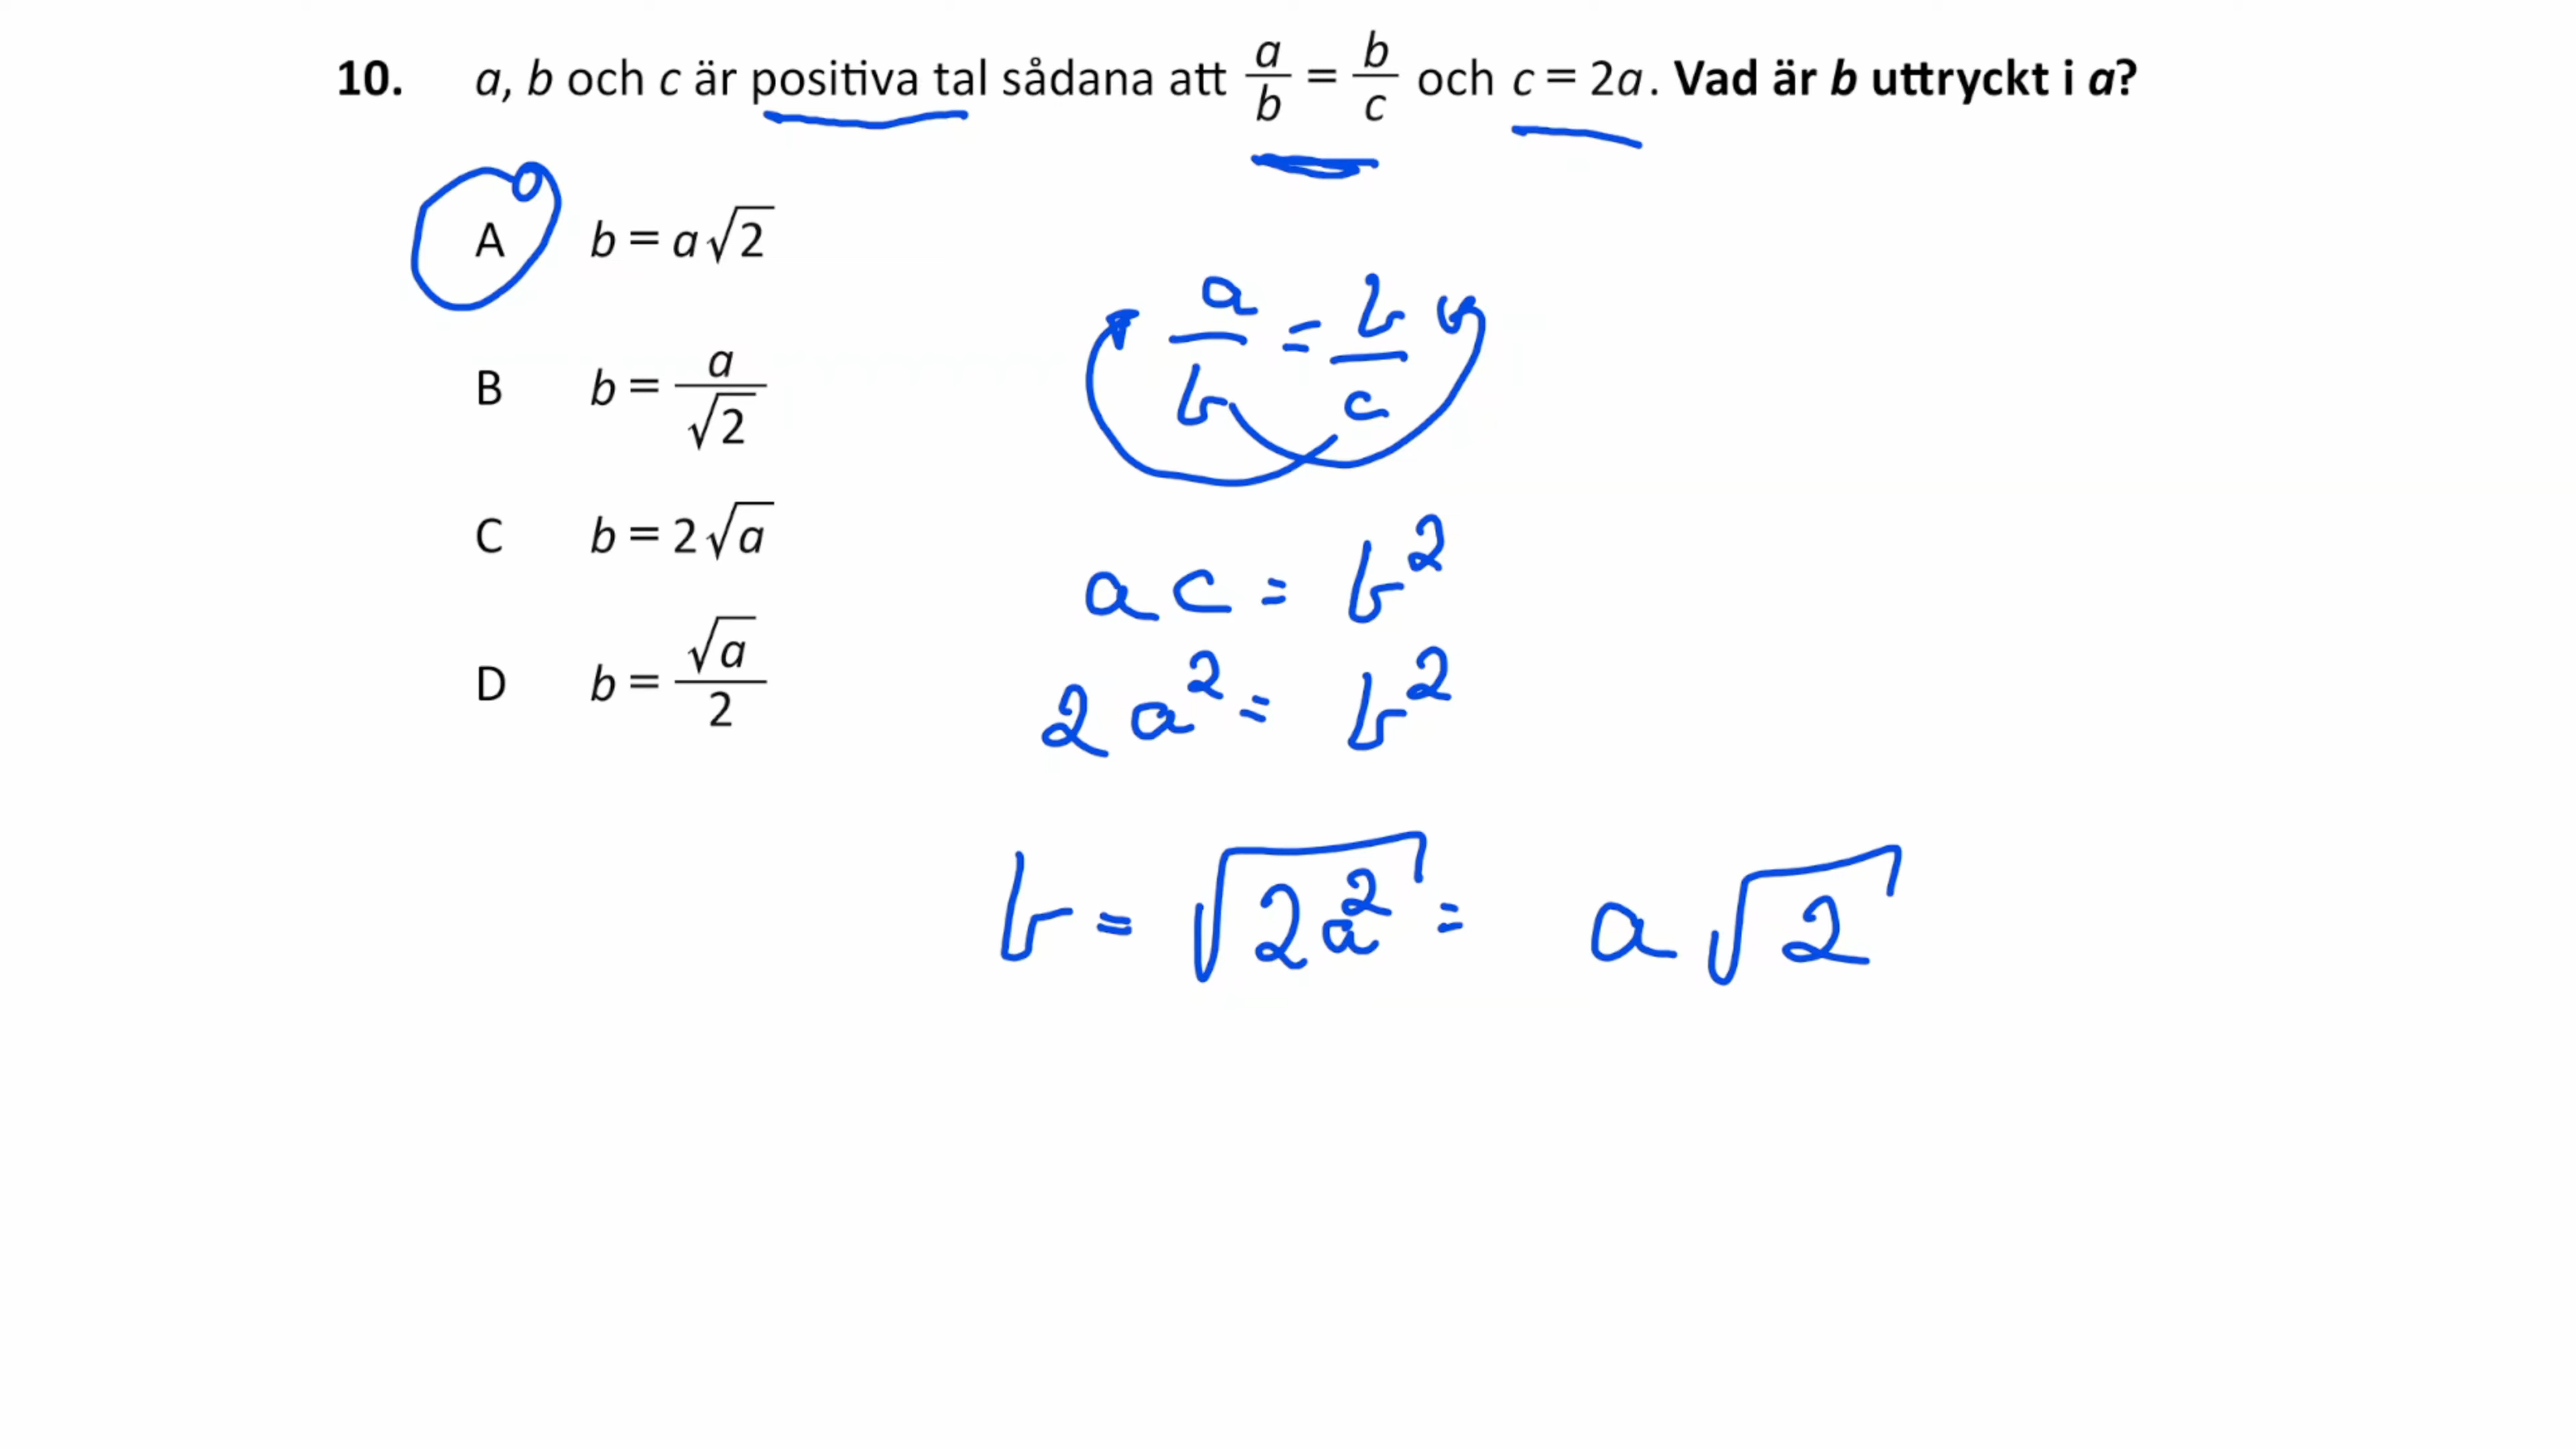 10. a, b och c är positiva tal sådana att a/b = b/c och c = 2a. Vad är b uttryckt i a?
A b = a√2
B b = a/√2
C b = 2√a
D b = √a/2
a/b = b/c
ac = b²
2a² = b²
b = √2a² = a√2